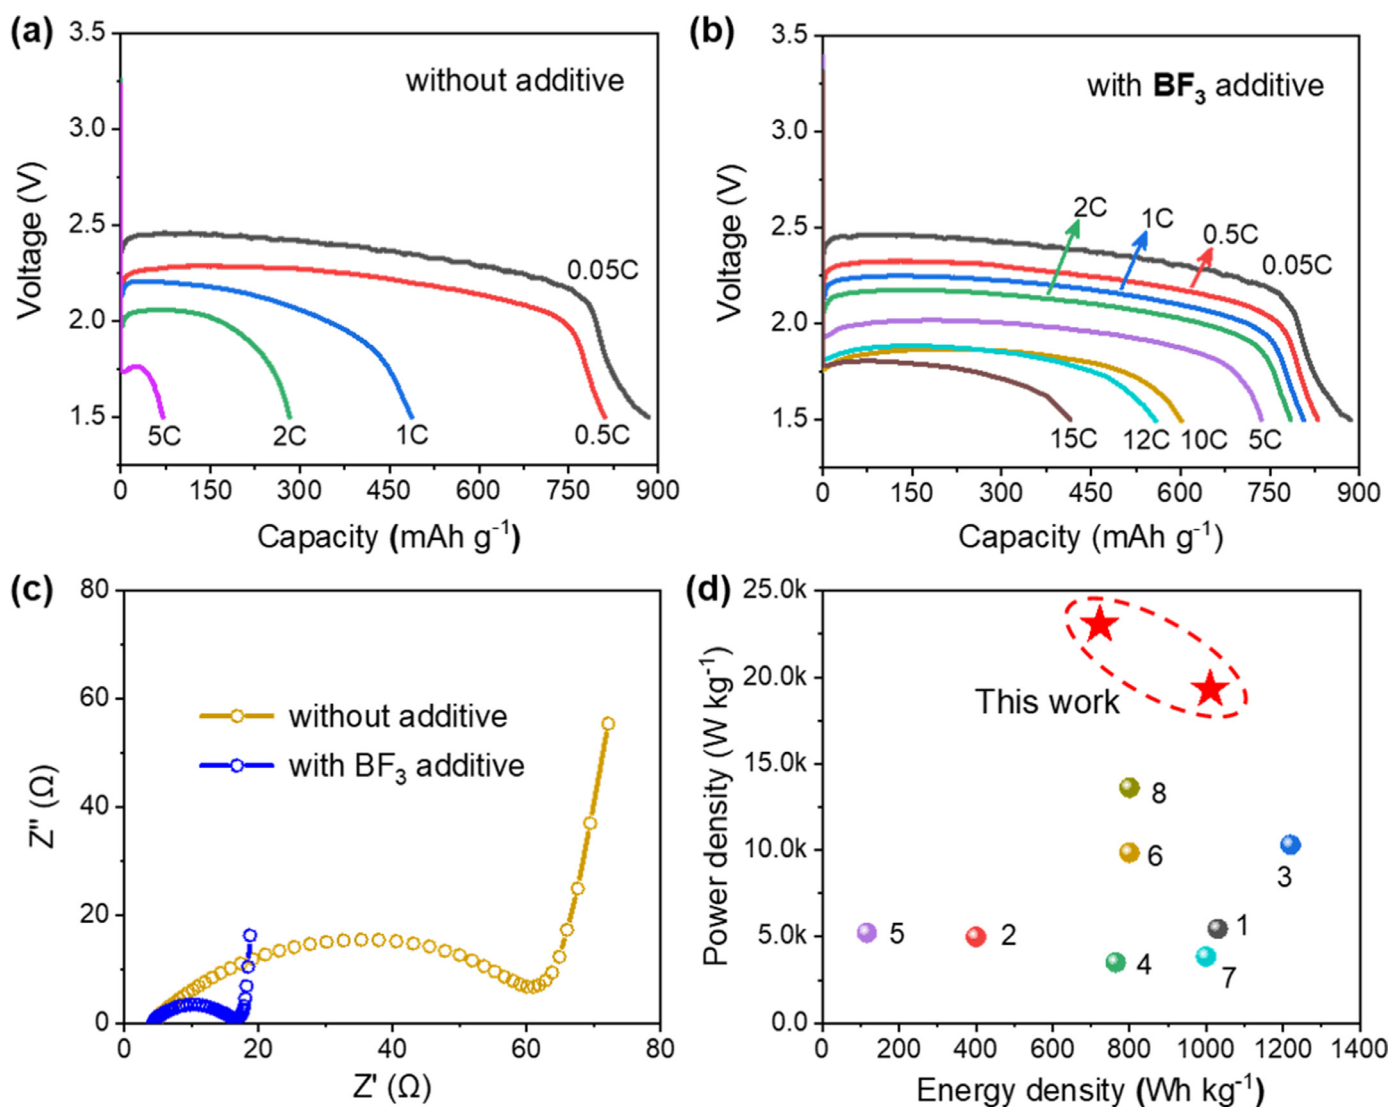 (a)
3.5
3.0
2.5
2.0
1.5
Voltage (V)
without additive
0.05C
5C
2C
1C
0.5C
0 150 300 450 600 750 900
Capacity (mAh g⁻¹)
(b)
3.5
3.0
2.5
2.0
1.5
Voltage (V)
with BF₃ additive
2C
1C
0.5C
0.05C
15C
12C
10C
5C
0 150 300 450 600 750 900
Capacity (mAh g⁻¹)
(c)
80
60
40
20
0
Z'' (Ω)
without additive
with BF₃ additive
0 20 40 60 80
Z' (Ω)
(d)
25.0k
20.0k
15.0k
10.0k
5.0k
0.0
Power density (W kg⁻¹)
This work
8
6
3
1
5
2
4
7
0 200 400 600 800 1000 1200 1400
Energy density (Wh kg⁻¹)